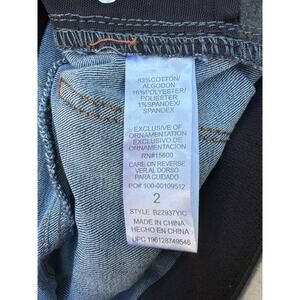 83%COTTON/
ALGODON
16%POLYESTER/
POLIESTER
1%SPANDEX/
SPANDEX
EXCLUSIVE OF
ORNAMENTATION
EXCLUSIVO DE
ORNAMENTACION
RN#15600
CARE ON REVERSE
VER AL DORSO
PARA CUIDADO
PO# 100-00109512
2
STYLE B22937YIC
MADE IN CHINA
HECHO EN CHINA
UPC 196128749546